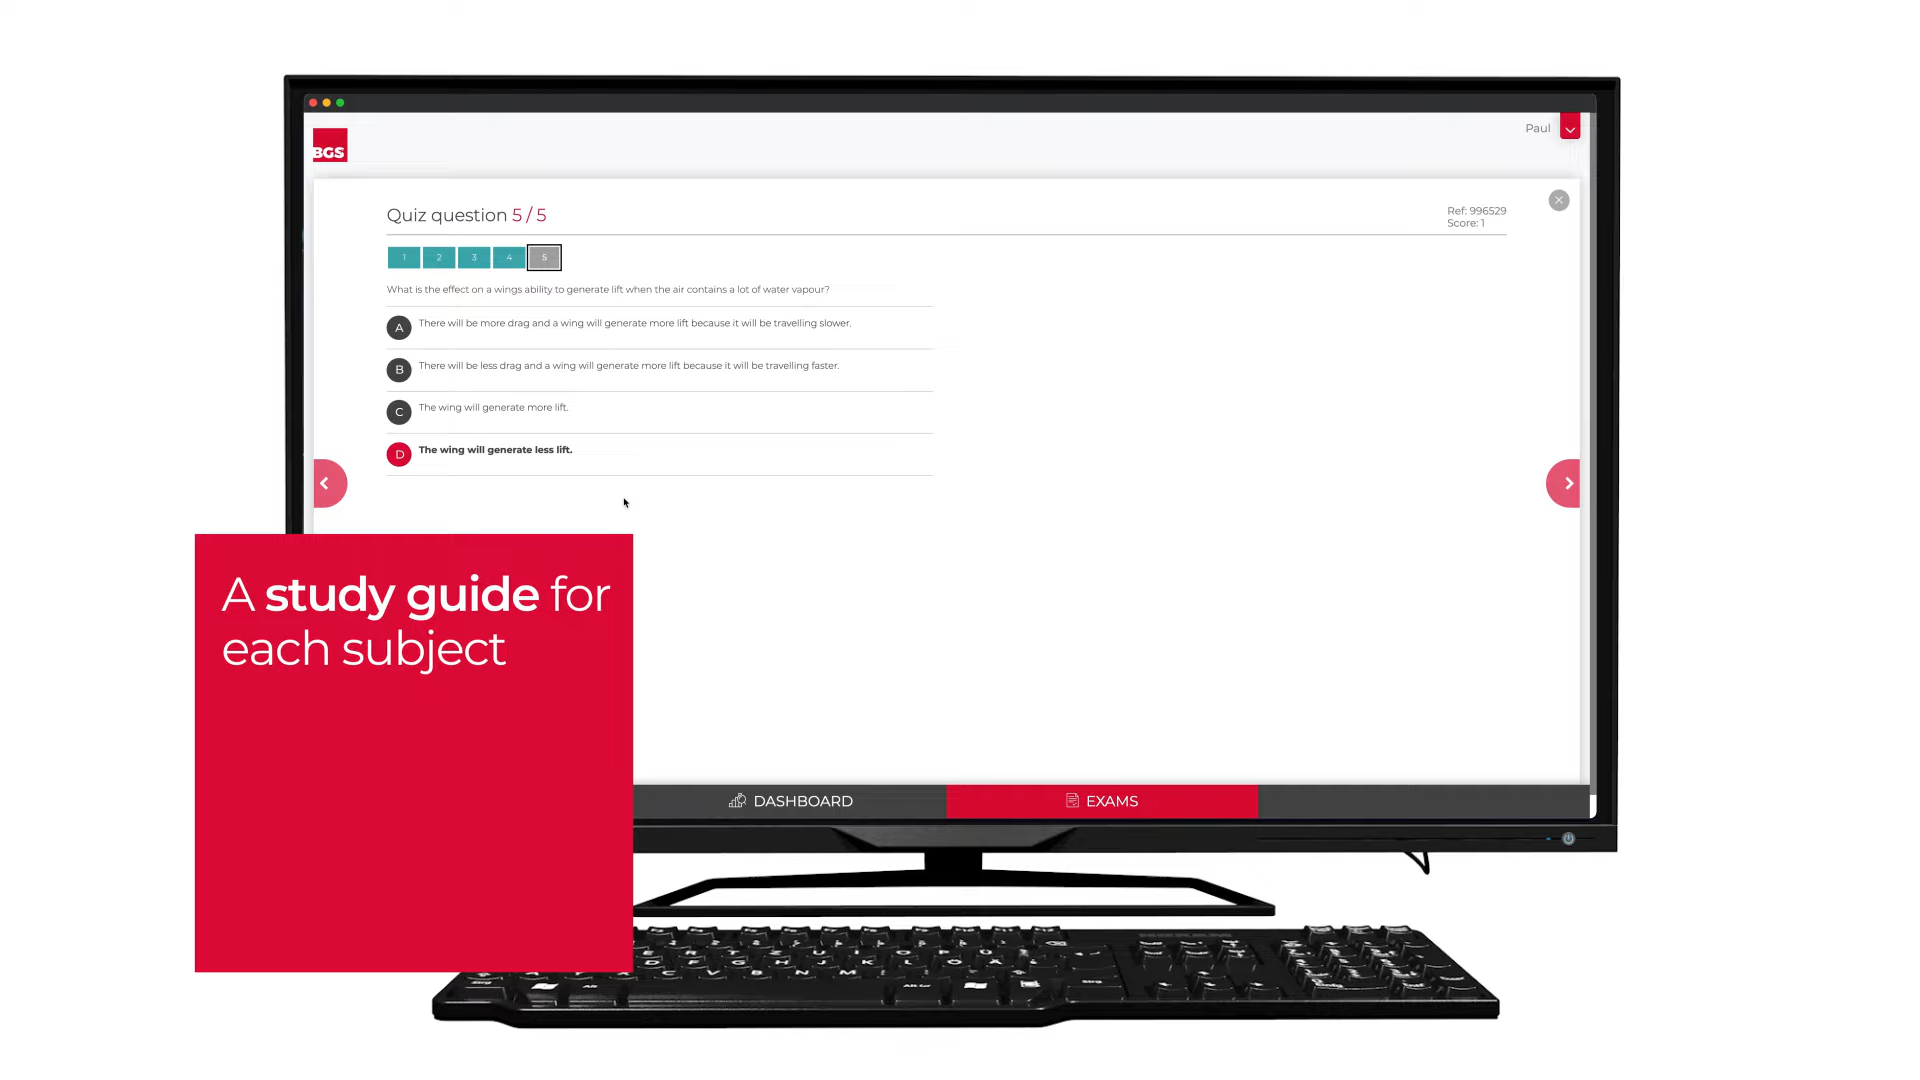 BGS
Paul
Quiz question 5 / 5
Ref: 996529
Score: 1
1 2 3 4 5
What is the effect on a wings ability to generate lift when the air contains a lot of water vapour?
A There will be more drag and a wing will generate more lift because it will be travelling slower.
B There will be less drag and a wing will generate more lift because it will be travelling faster.
C The wing will generate more lift.
D The wing will generate less lift.
A study guide for
each subject
DASHBOARD
EXAMS